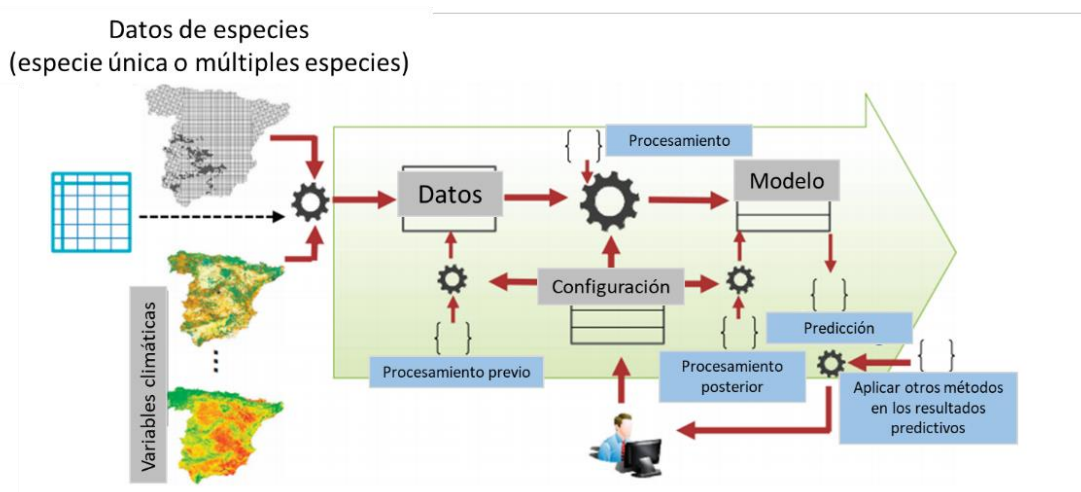 Datos de especies
(especie única o múltiples especies)
{ }
Procesamiento
Datos
Modelo
Configuración
{ }
Procesamiento previo
{ }
Procesamiento
posterior
{ }
Predicción
{ }
Aplicar otros métodos
en los resultados
predictivos
Variables climáticas